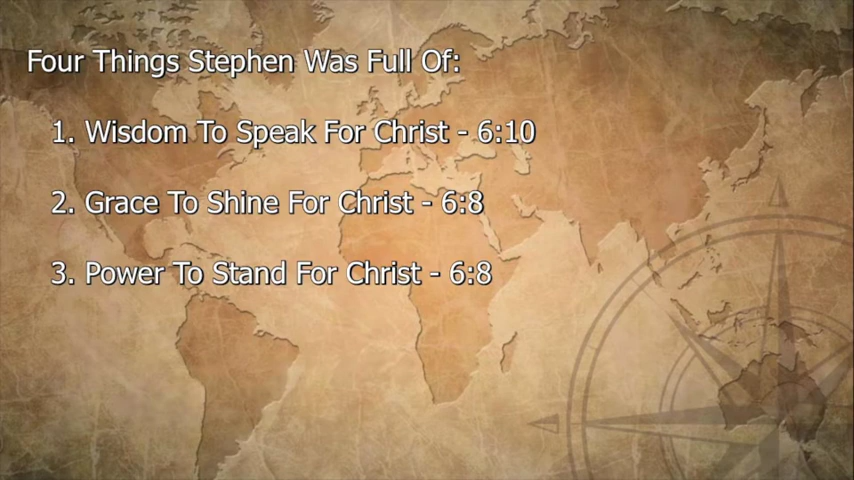 Four Things Stephen Was Full Of:
1. Wisdom To Speak For Christ - 6:10
2. Grace To Shine For Christ - 6:8
3. Power To Stand For Christ - 6:8